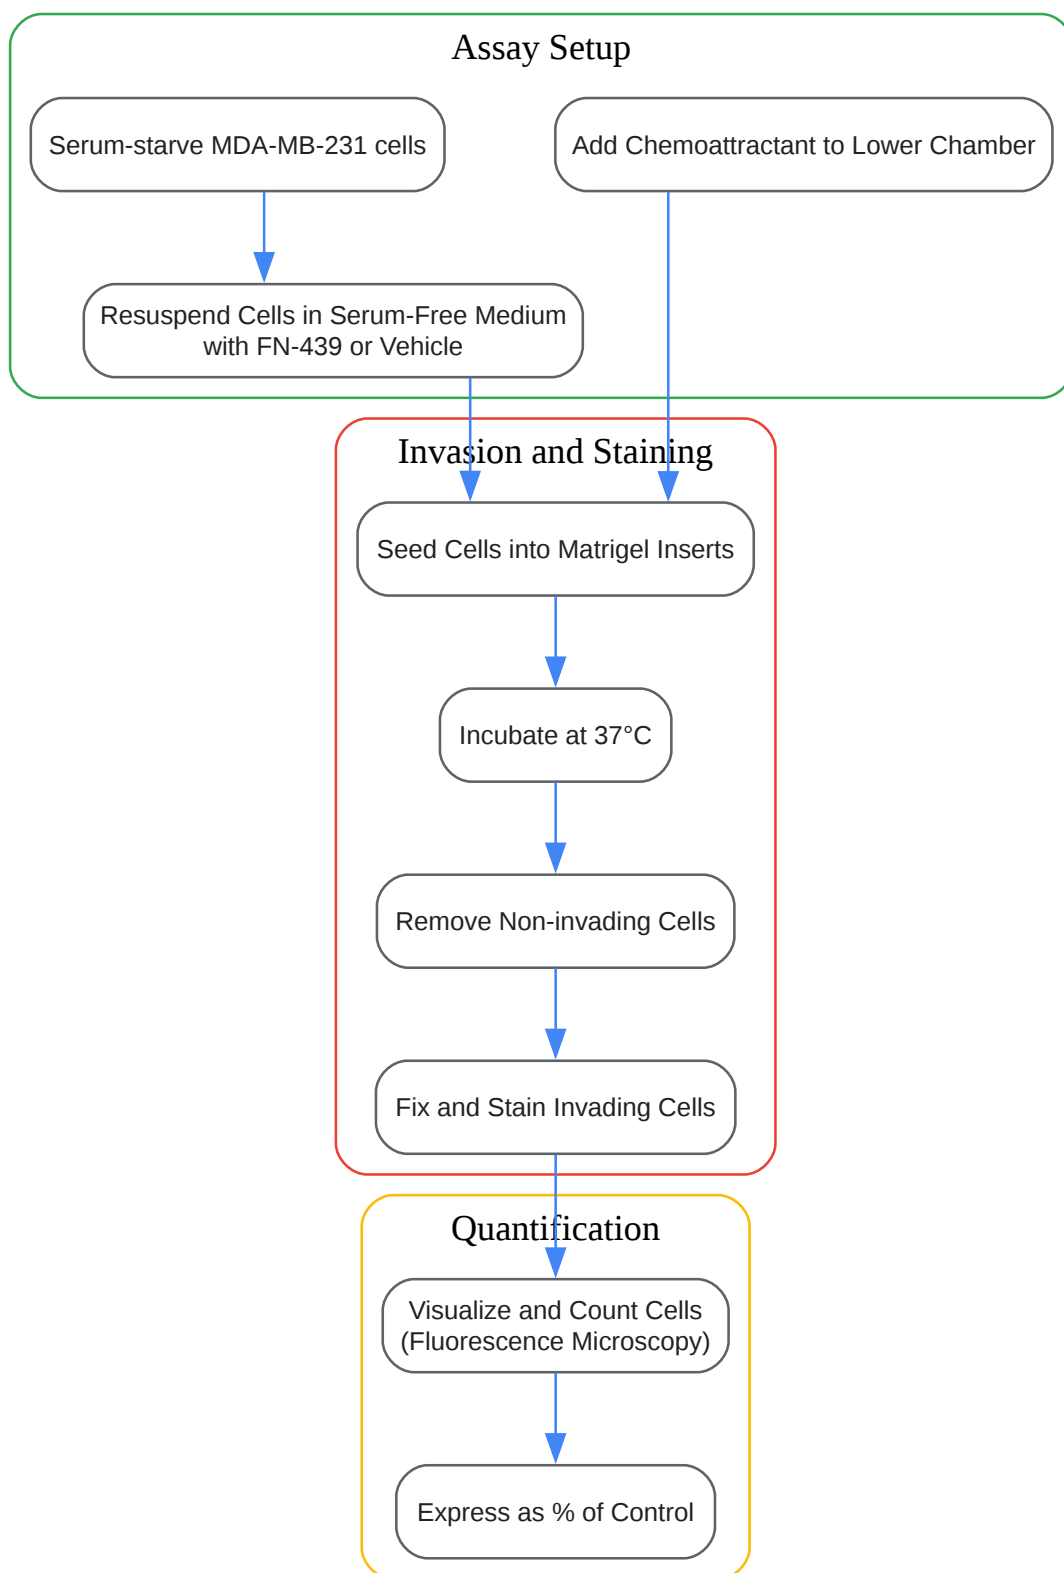 Assay Setup
Serum-starve MDA-MB-231 cells
Add Chemoattractant to Lower Chamber
Resuspend Cells in Serum-Free Medium
with FN-439 or Vehicle
Invasion and Staining
Seed Cells into Matrigel Inserts
Incubate at 37°C
Remove Non-invading Cells
Fix and Stain Invading Cells
Quantification
Visualize and Count Cells
(Fluorescence Microscopy)
Express as % of Control